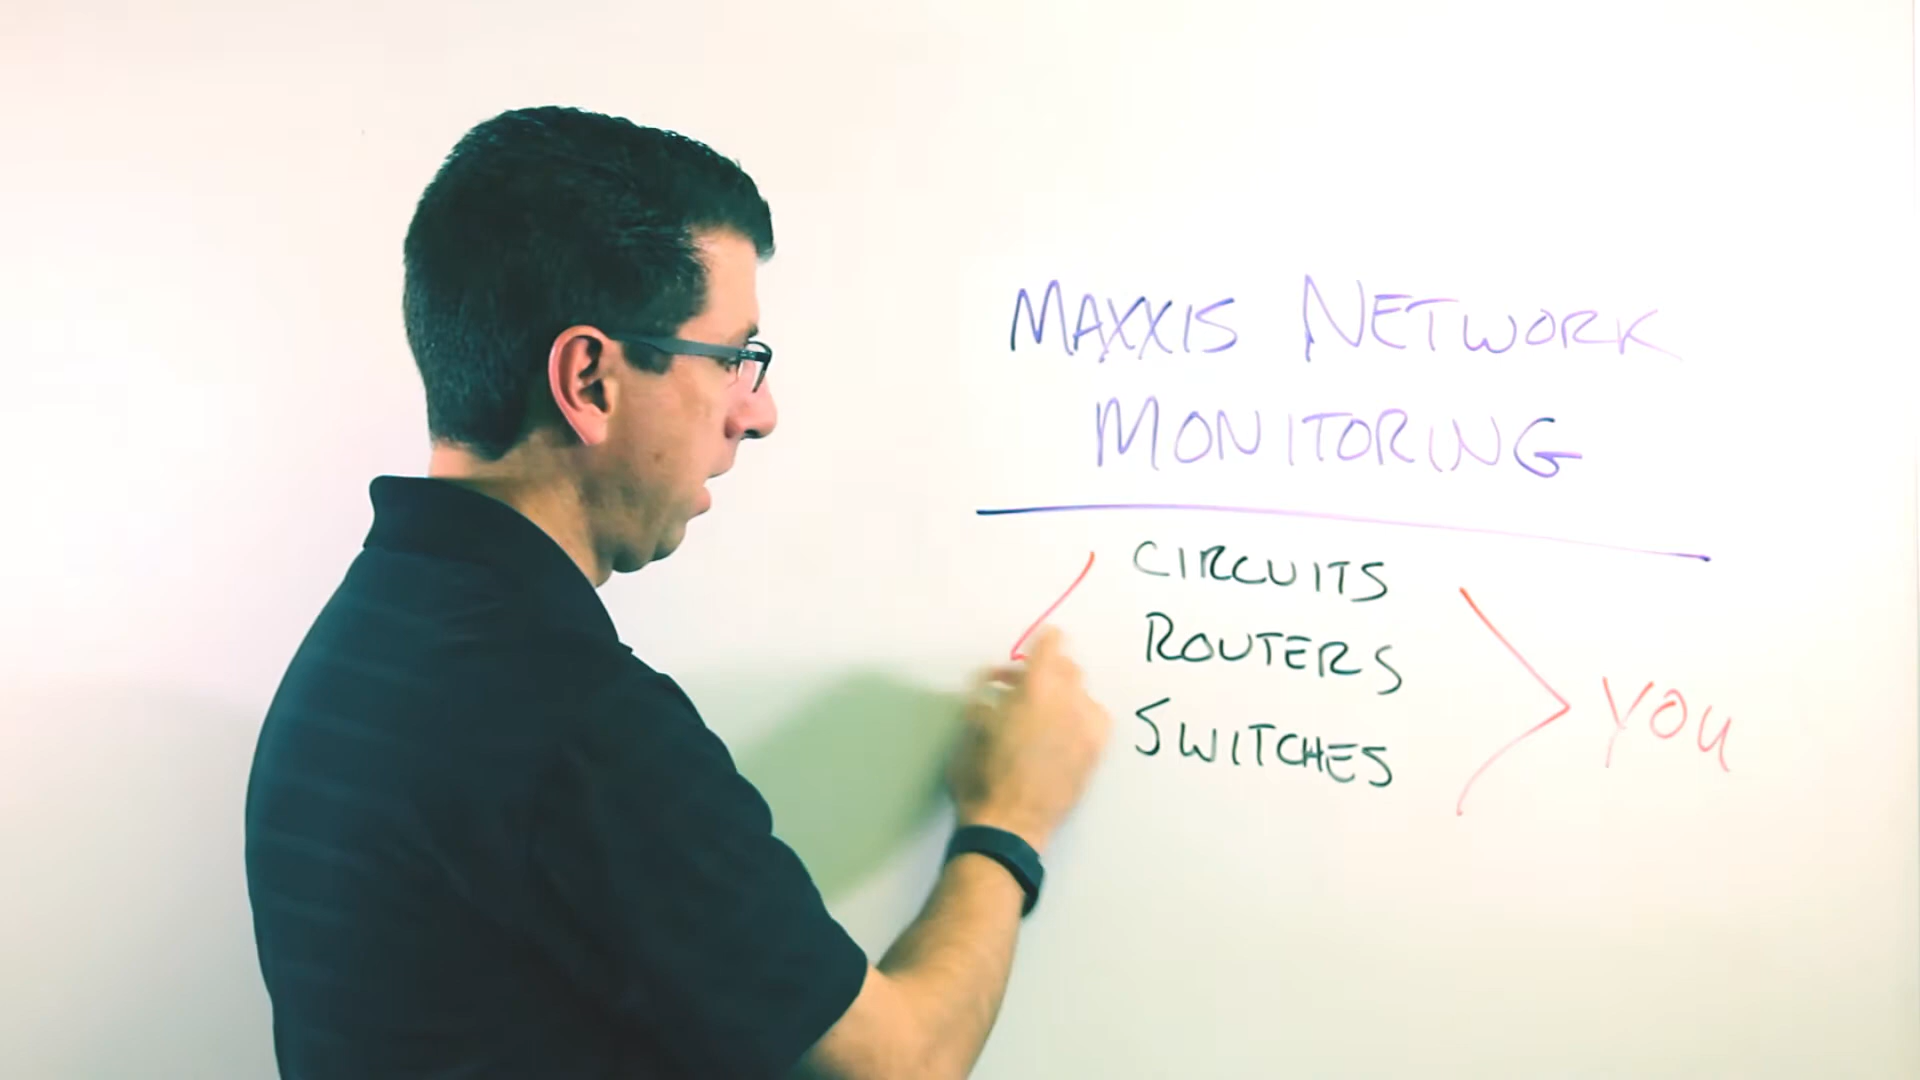 MAXXIS NETWORK
MONITORING
CIRCUITS
ROUTERS
SWITCHES
YOU